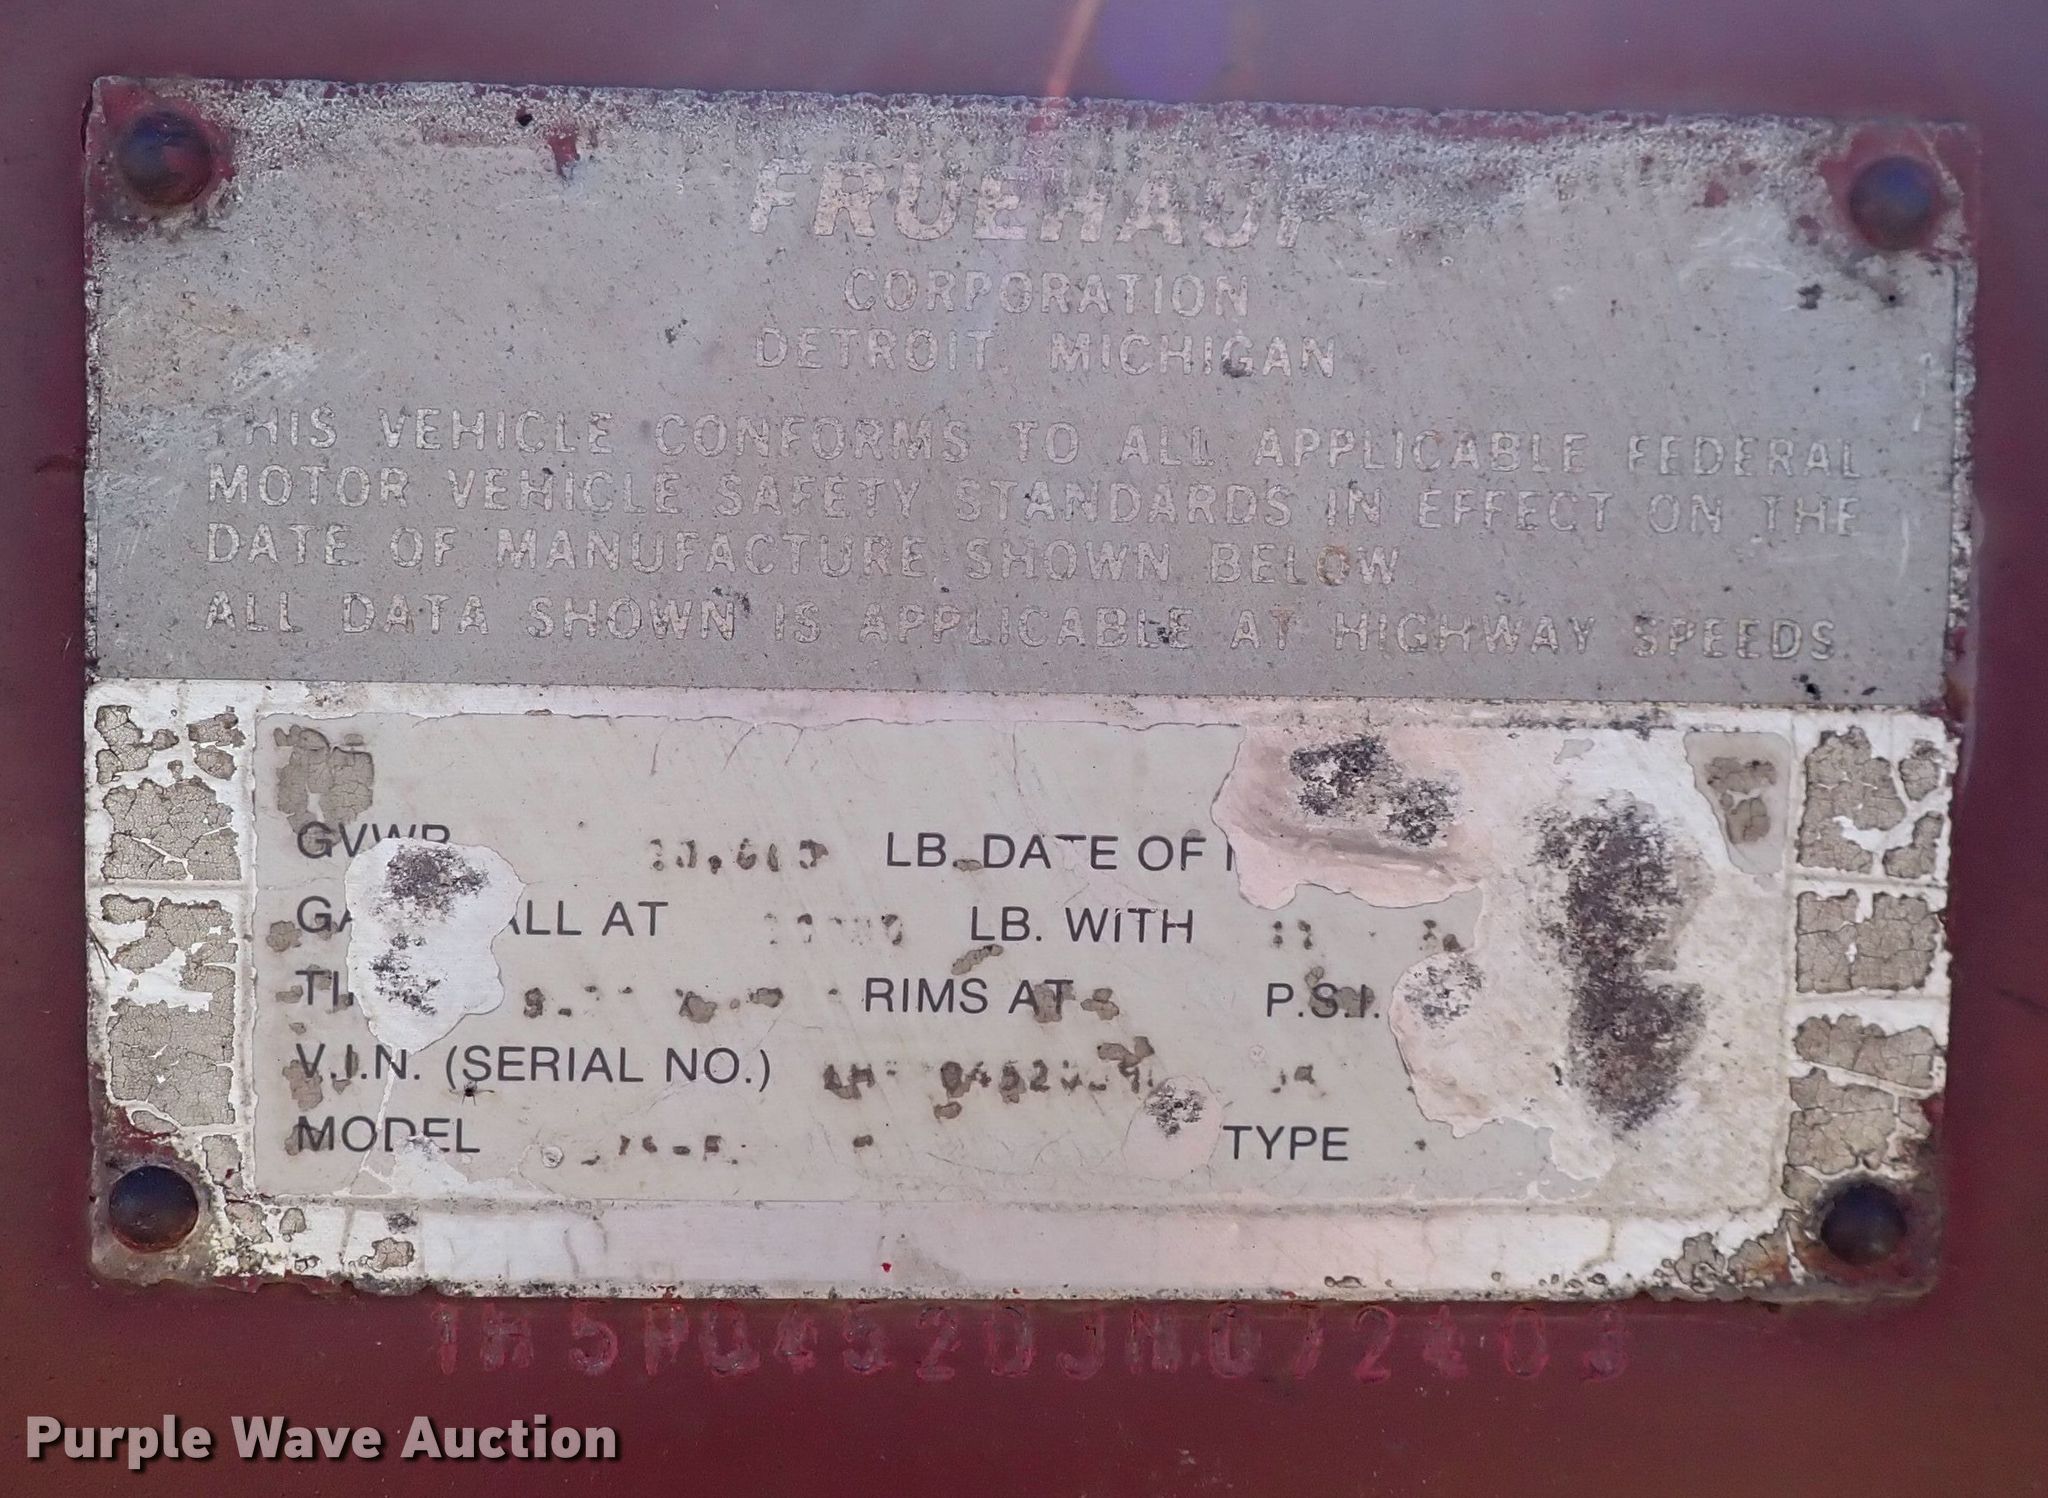 FRUEHAUF
CORPORATION
DETROIT, MICHIGAN
THIS VEHICLE CONFORMS TO ALL APPLICABLE FEDERAL
MOTOR VEHICLE SAFETY STANDARDS IN EFFECT ON THE
DATE OF MANUFACTURE SHOWN BELOW
ALL DATA SHOWN IS APPLICABLE AT HIGHWAY SPEEDS
GVWR LB. DATE OF
ALL AT LB. WITH
RIMS AT P.S.I.
V.I.N. (SERIAL NO.)
MODEL TYPE
1H5P04520JM072403
Purple Wave Auction